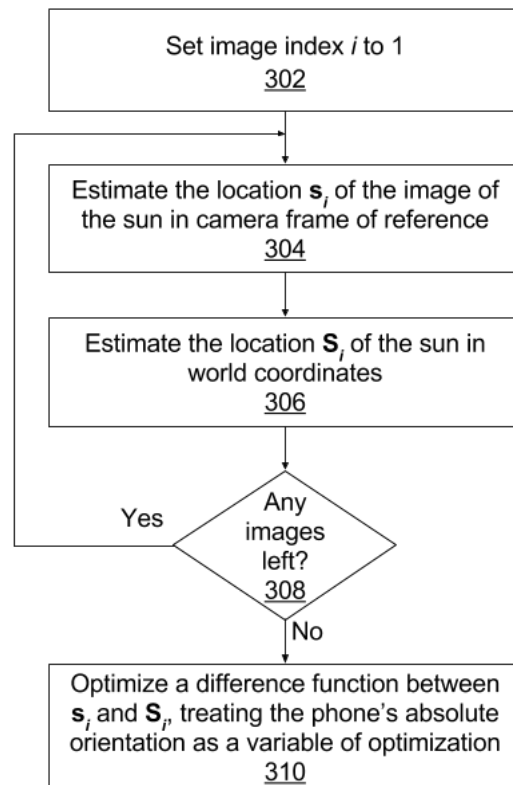 Set image index i to 1
302
Estimate the location s_i of the image of
the sun in camera frame of reference
304
Estimate the location S_i of the sun in
world coordinates
306
Yes
Any
images
left?
308
No
Optimize a difference function between
s_i and S_i, treating the phone's absolute
orientation as a variable of optimization
310